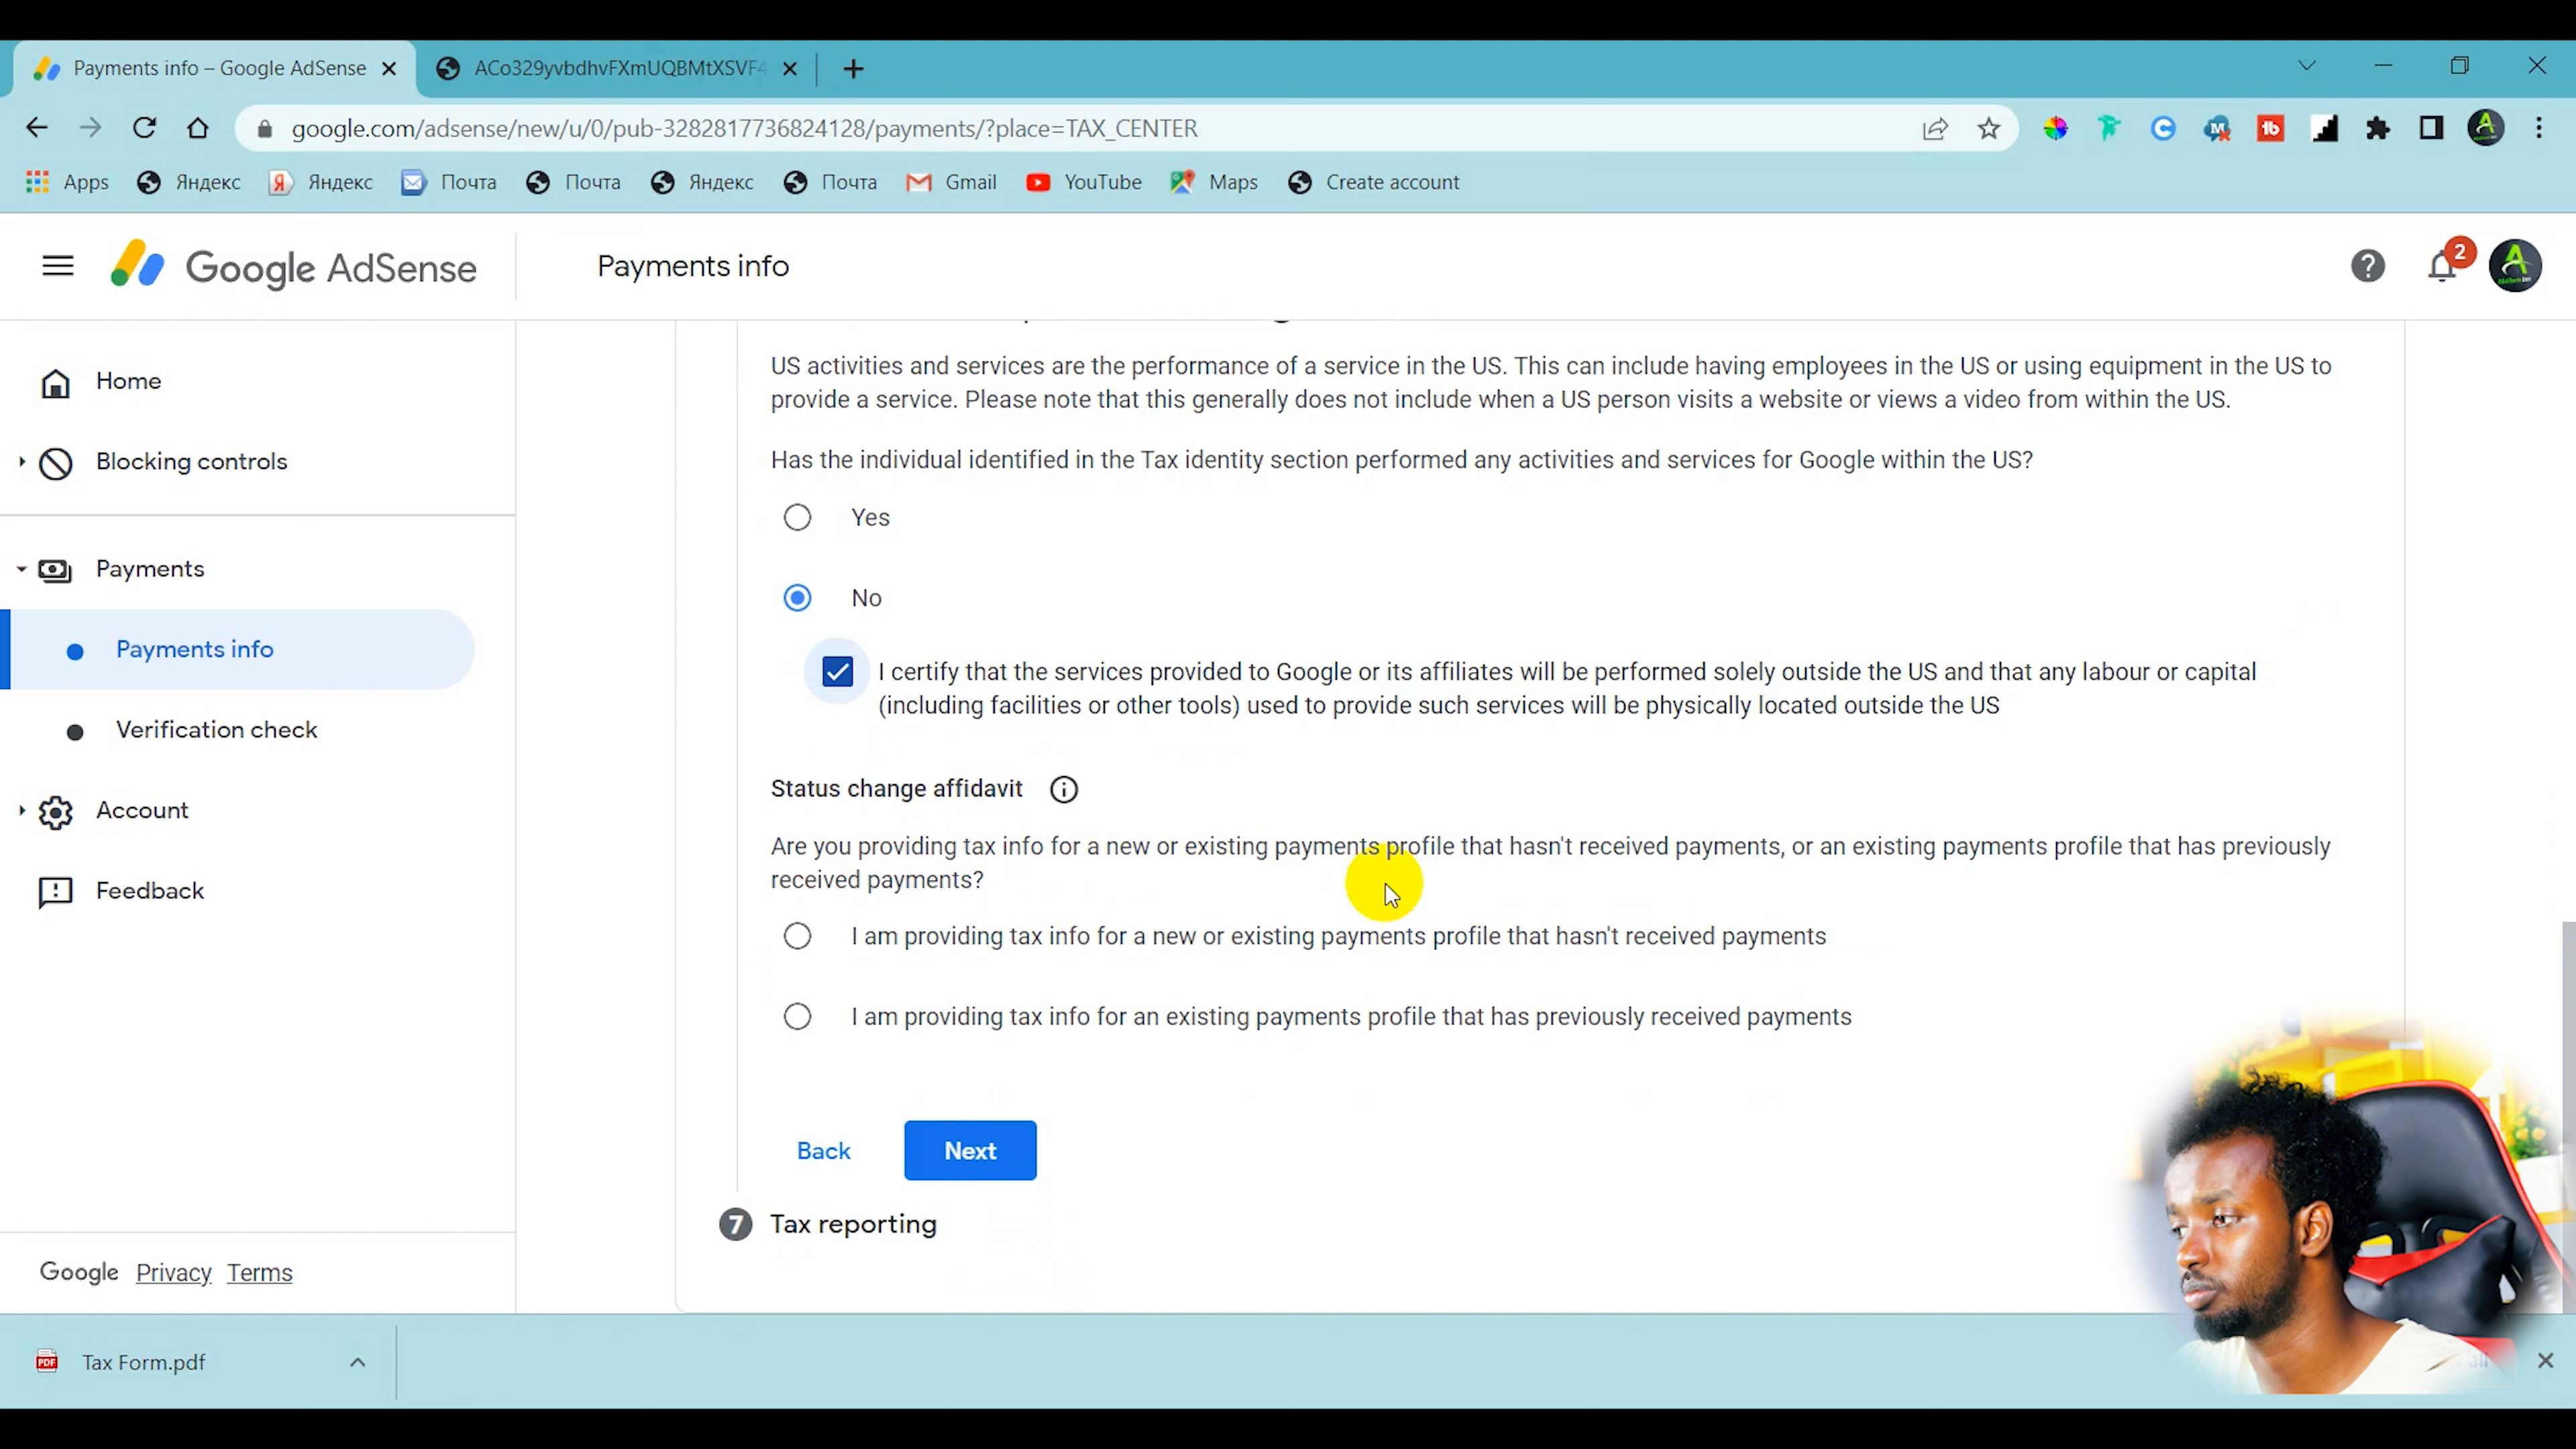 Payments info – Google AdSense
ACo329yvbdhvFXmUQBMtXSVF4
google.com/adsense/new/u/0/pub-3282817736824128/payments/?place=TAX_CENTER
Apps Яндекс Яндекс Почта Почта Яндекс Почта Gmail YouTube Maps Create account
Google AdSense
Payments info
2
Home
Blocking controls
Payments
Payments info
Verification check
Account
Feedback
Google Privacy Terms
US activities and services are the performance of a service in the US. This can include having employees in the US or using equipment in the US to
provide a service. Please note that this generally does not include when a US person visits a website or views a video from within the US.
Has the individual identified in the Tax identity section performed any activities and services for Google within the US?
Yes
No
I certify that the services provided to Google or its affiliates will be performed solely outside the US and that any labour or capital
(including facilities or other tools) used to provide such services will be physically located outside the US
Status change affidavit
Are you providing tax info for a new or existing payments profile that hasn't received payments, or an existing payments profile that has previously
received payments?
I am providing tax info for a new or existing payments profile that hasn't received payments
I am providing tax info for an existing payments profile that has previously received payments
Back Next
7 Tax reporting
Tax Form.pdf